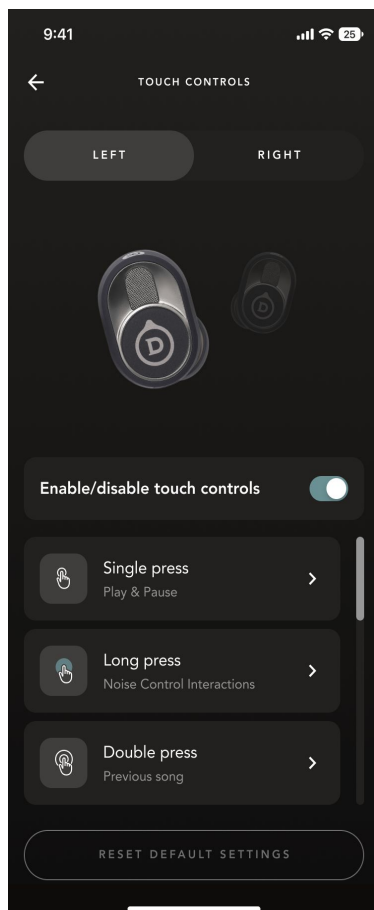 9:41
25
TOUCH CONTROLS
LEFT RIGHT
D
D
Enable/disable touch controls
Single press
Play & Pause
Long press
Noise Control Interactions
Double press
Previous song
RESET DEFAULT SETTINGS